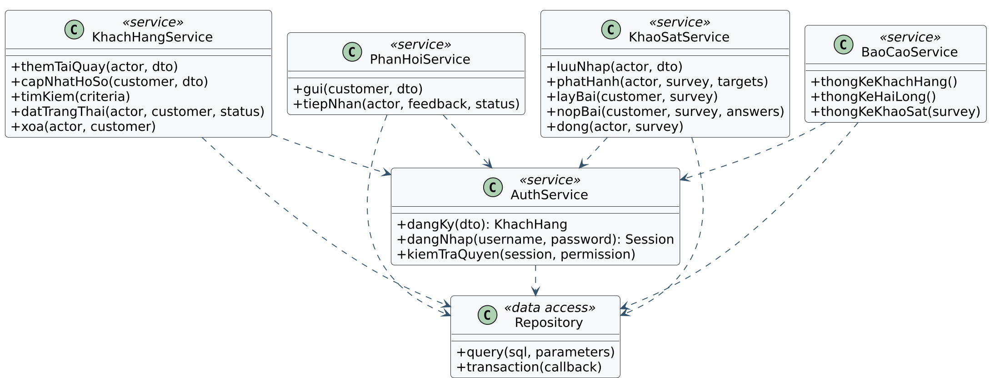 C
«service»
KhachHangService
+themTaiQuay(actor, dto)
+capNhatHoSo(customer, dto)
+timKiem(criteria)
+datTrangThai(actor, customer, status)
+xoa(actor, customer)
C
«service»
PhanHoiService
+gui(customer, dto)
+tiepNhan(actor, feedback, status)
C
«service»
KhaoSatService
+luuNhap(actor, dto)
+phatHanh(actor, survey, targets)
+layBai(customer, survey)
+nopBai(customer, survey, answers)
+dong(actor, survey)
C
«service»
BaoCaoService
+thongKeKhachHang()
+thongKeHaiLong()
+thongKeKhaoSat(survey)
C
«service»
AuthService
+dangKy(dto): KhachHang
+dangNhap(username, password): Session
+kiemTraQuyen(session, permission)
C
«data access»
Repository
+query(sql, parameters)
+transaction(callback)